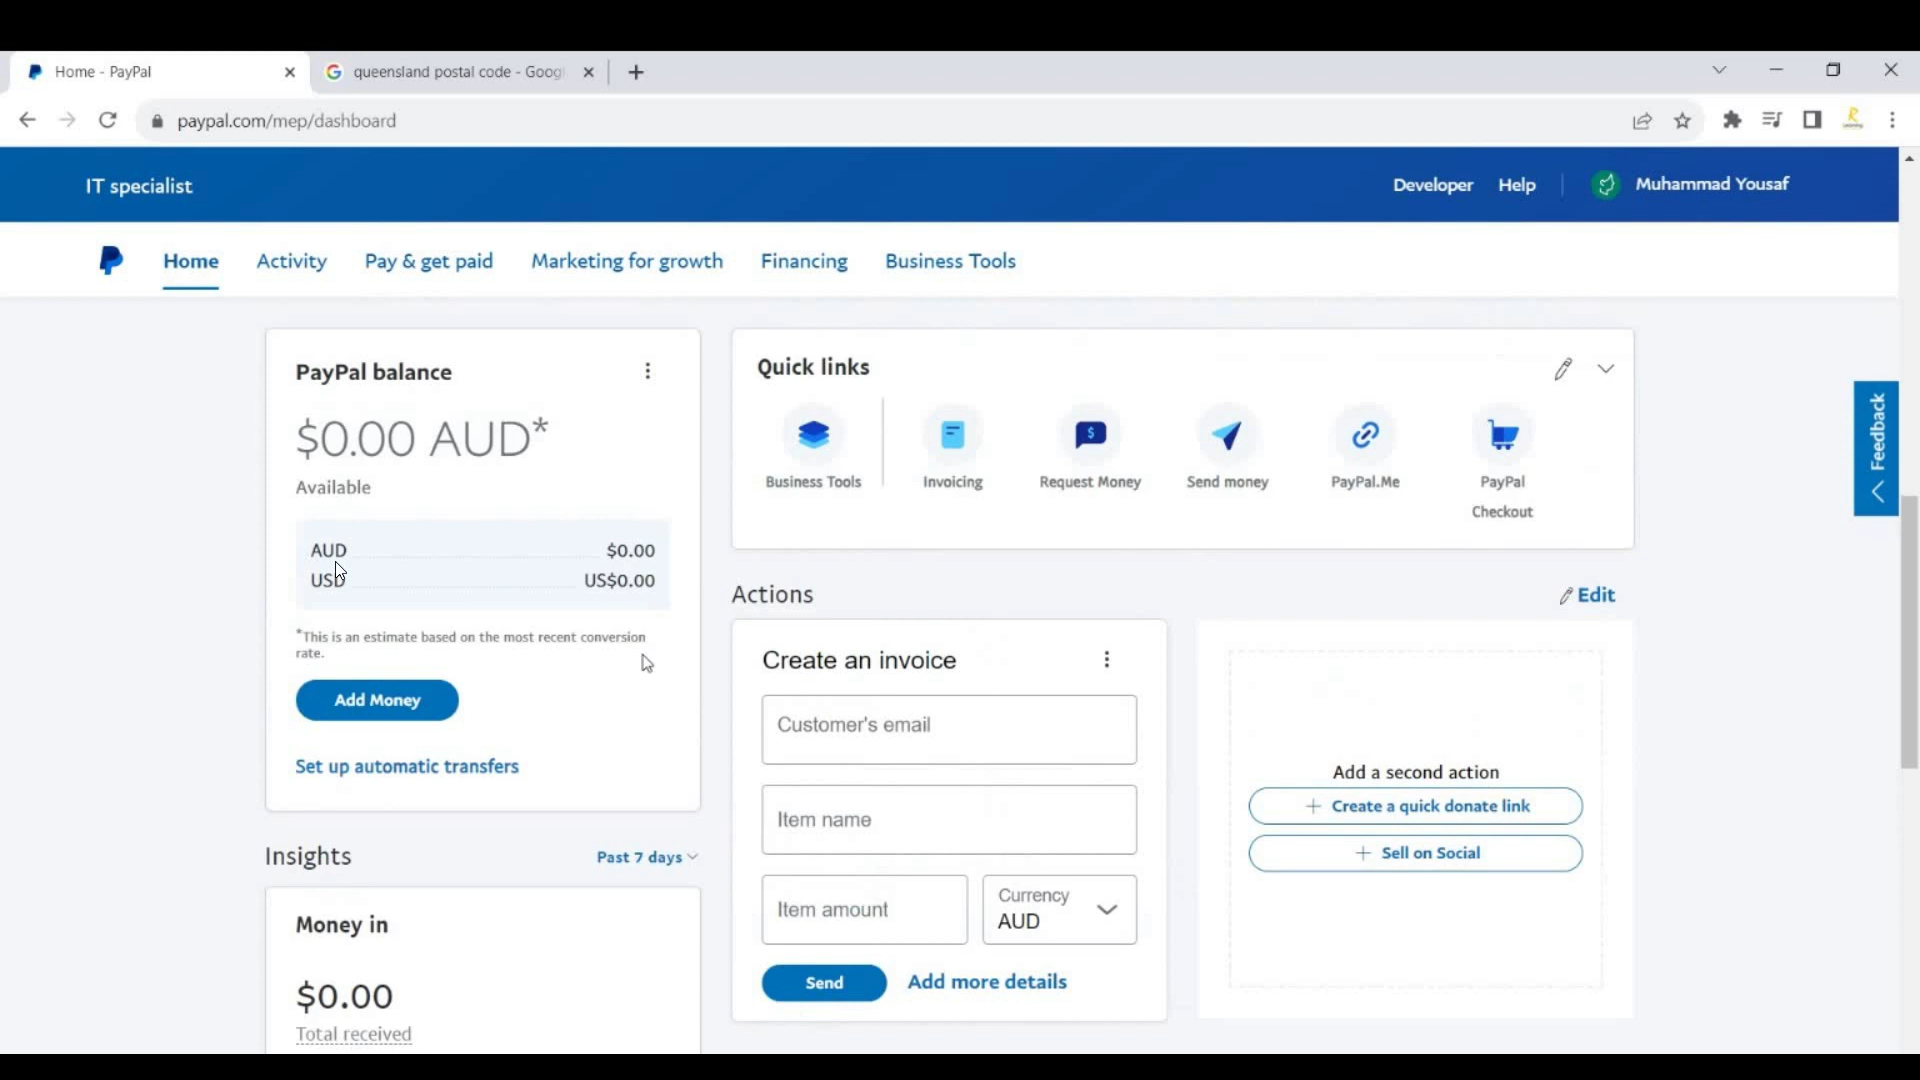 Home - PayPal
queensland postal code - Goog
paypal.com/mep/dashboard
IT specialist
Developer
Help
Muhammad Yousaf
Home
Activity
Pay & get paid
Marketing for growth
Financing
Business Tools
PayPal balance
$0.00 AUD*
Available
AUD $0.00
USD US$0.00
*This is an estimate based on the most recent conversion
rate.
Add Money
Set up automatic transfers
Insights
Past 7 days
Money in
$0.00
Total received
Quick links
Business Tools
Invoicing
Request Money
Send money
PayPal.Me
PayPal
Checkout
Actions
Edit
Create an invoice
Customer's email
Item name
Item amount
Currency
AUD
Send
Add more details
Add a second action
+ Create a quick donate link
+ Sell on Social
Feedback